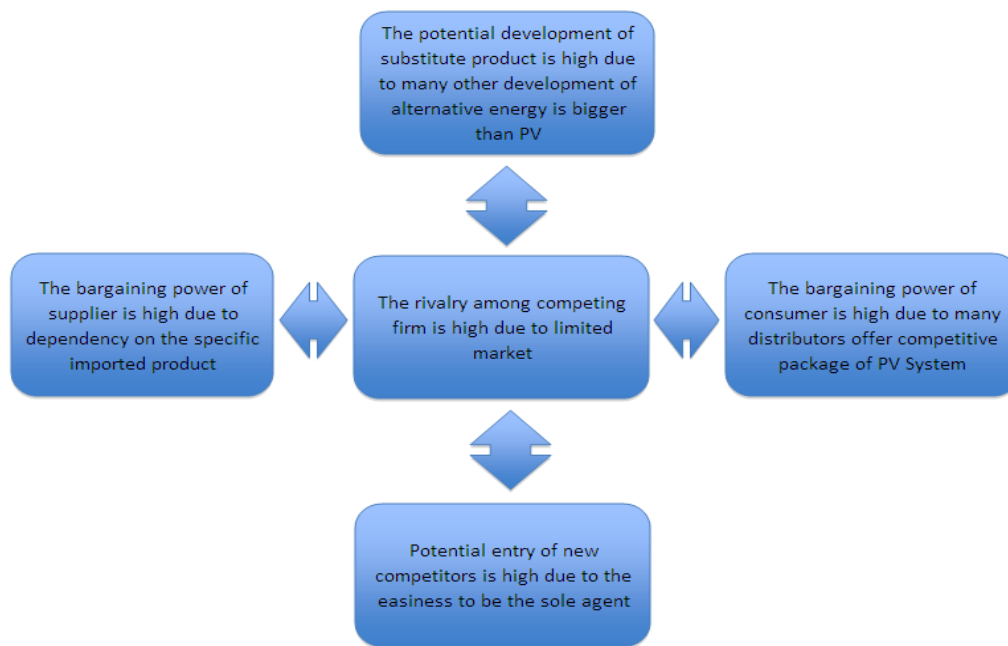 The potential development of
substitute product is high due
to many other development of
alternative energy is bigger
than PV
The bargaining power of
supplier is high due to
dependency on the specific
imported product
The rivalry among competing
firm is high due to limited
market
The bargaining power of
consumer is high due to many
distributors offer competitive
package of PV System
Potential entry of new
competitors is high due to the
easiness to be the sole agent